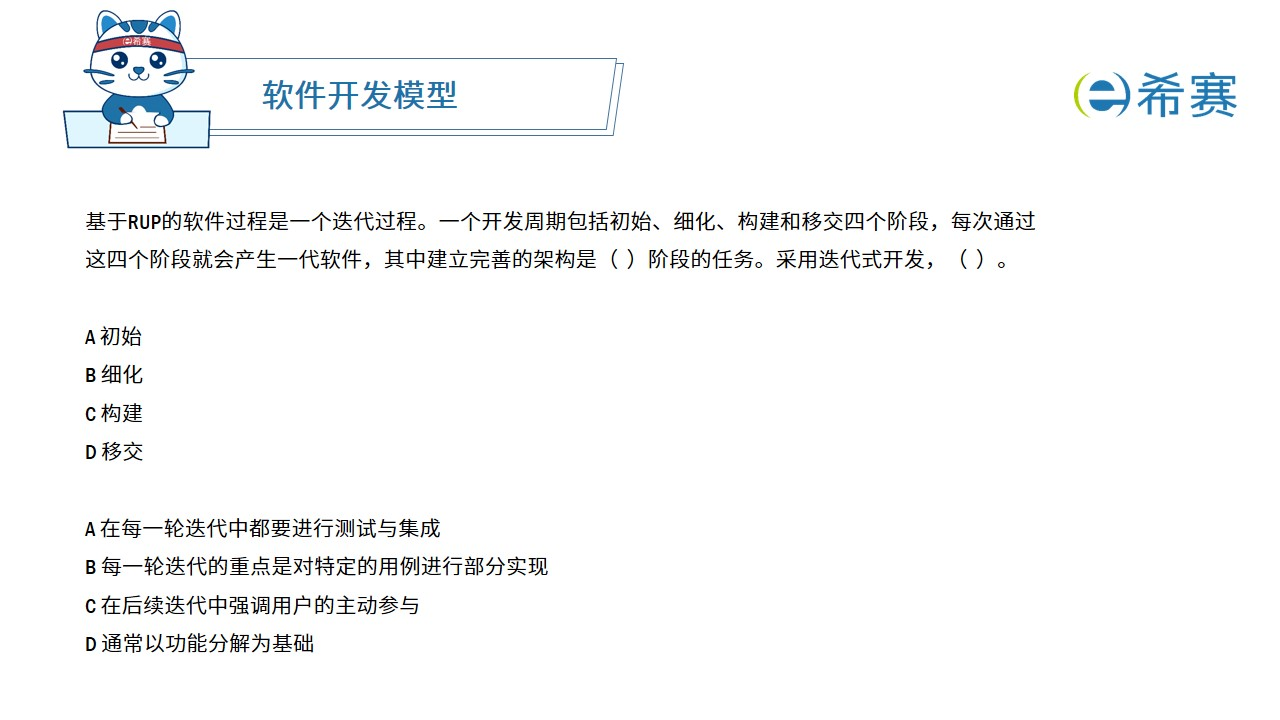 希赛
软件开发模型
希赛
基于RUP的软件过程是一个迭代过程。一个开发周期包括初始、细化、构建和移交四个阶段，每次通过
这四个阶段就会产生一代软件，其中建立完善的架构是（ ）阶段的任务。采用迭代式开发，（ ）。
A 初始
B 细化
C 构建
D 移交
A 在每一轮迭代中都要进行测试与集成
B 每一轮迭代的重点是对特定的用例进行部分实现
C 在后续迭代中强调用户的主动参与
D 通常以功能分解为基础